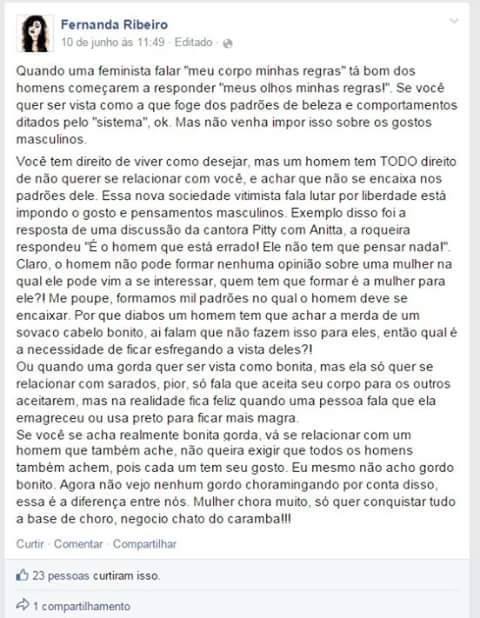 Fernanda Ribeiro
10 de junho às 11:49 · Editado ·
Quando uma feminista falar "meu corpo minhas regras" tá bom dos
homens começarem a responder "meus olhos minhas regras!". Se você
quer ser vista como a que foge dos padrões de beleza e comportamentos
ditados pelo "sistema", ok. Mas não venha impor isso sobre os gostos
masculinos.
Você tem direito de viver como desejar, mas um homem tem TODO direito
de não querer se relacionar com você, e achar que não se encaixa nos
padrões dele. Essa nova sociedade vitimista fala lutar por liberdade está
impondo o gosto e pensamentos masculinos. Exemplo disso foi a
resposta de uma discussão da cantora Pitty com Anitta, a roqueira
respondeu "É o homem que está errado! Ele não tem que pensar nada!".
Claro, o homem não pode formar nenhuma opinião sobre uma mulher na
qual ele pode vim a se interessar, quem tem que formar é a mulher para
ele?! Me poupe, formamos mil padrões no qual o homem deve se
encaixar. Por que diabos um homem tem que achar a merda de um
sovaco cabelo bonito, ai falam que não fazem isso para eles, então qual é
a necessidade de ficar esfregando a vista deles?!
Ou quando uma gorda quer ser vista como bonita, mas ela só quer se
relacionar com sarados, pior, só fala que aceita seu corpo para os outros
aceitarem, mas na realidade fica feliz quando uma pessoa fala que ela
emagreceu ou usa preto para ficar mais magra.
Se você se acha realmente bonita gorda, vá se relacionar com um
homem que também ache, não queira exigir que todos os homens
também achem, pois cada um tem seu gosto. Eu mesmo não acho gordo
bonito. Agora não vejo nenhum gordo choramingando por conta disso,
essa é a diferença entre nós. Mulher chora muito, só quer conquistar tudo
a base de choro, negocio chato do caramba!!!
Curtir · Comentar · Compartilhar
23 pessoas curtiram isso.
1 compartilhamento